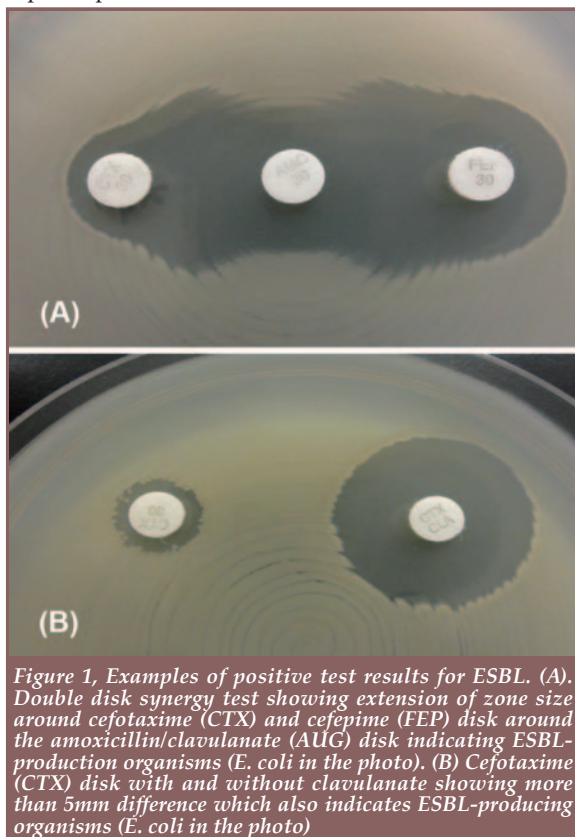 AMC
30
FEP
30
(A)
CTX
30
CTX
CLA
(B)
Figure 1, Examples of positive test results for ESBL. (A).
Double disk synergy test showing extension of zone size
around cefotaxime (CTX) and cefepime (FEP) disk around
the amoxicillin/clavulanate (AUG) disk indicating ESBL-
production organisms (E. coli in the photo). (B) Cefotaxime
(CTX) disk with and without clavulanate showing more
than 5mm difference which also indicates ESBL-producing
organisms (E. coli in the photo)